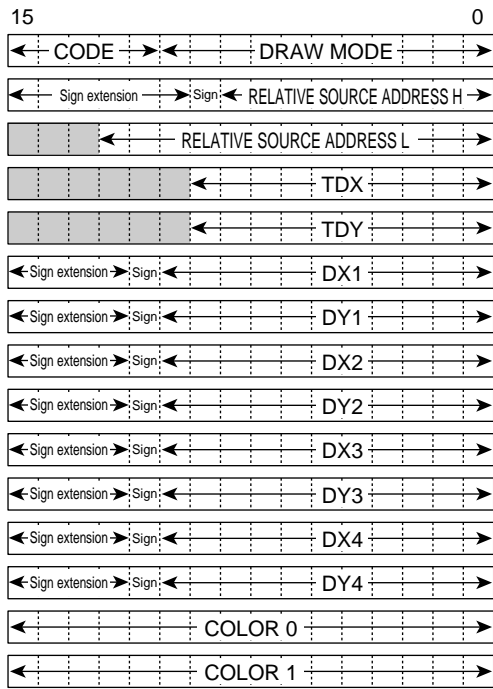 15 0
CODE DRAW MODE
Sign extension Sign RELATIVE SOURCE ADDRESS H
RELATIVE SOURCE ADDRESS L
TDX
TDY
Sign extension Sign DX1
Sign extension Sign DY1
Sign extension Sign DX2
Sign extension Sign DY2
Sign extension Sign DX3
Sign extension Sign DY3
Sign extension Sign DX4
Sign extension Sign DY4
COLOR 0
COLOR 1